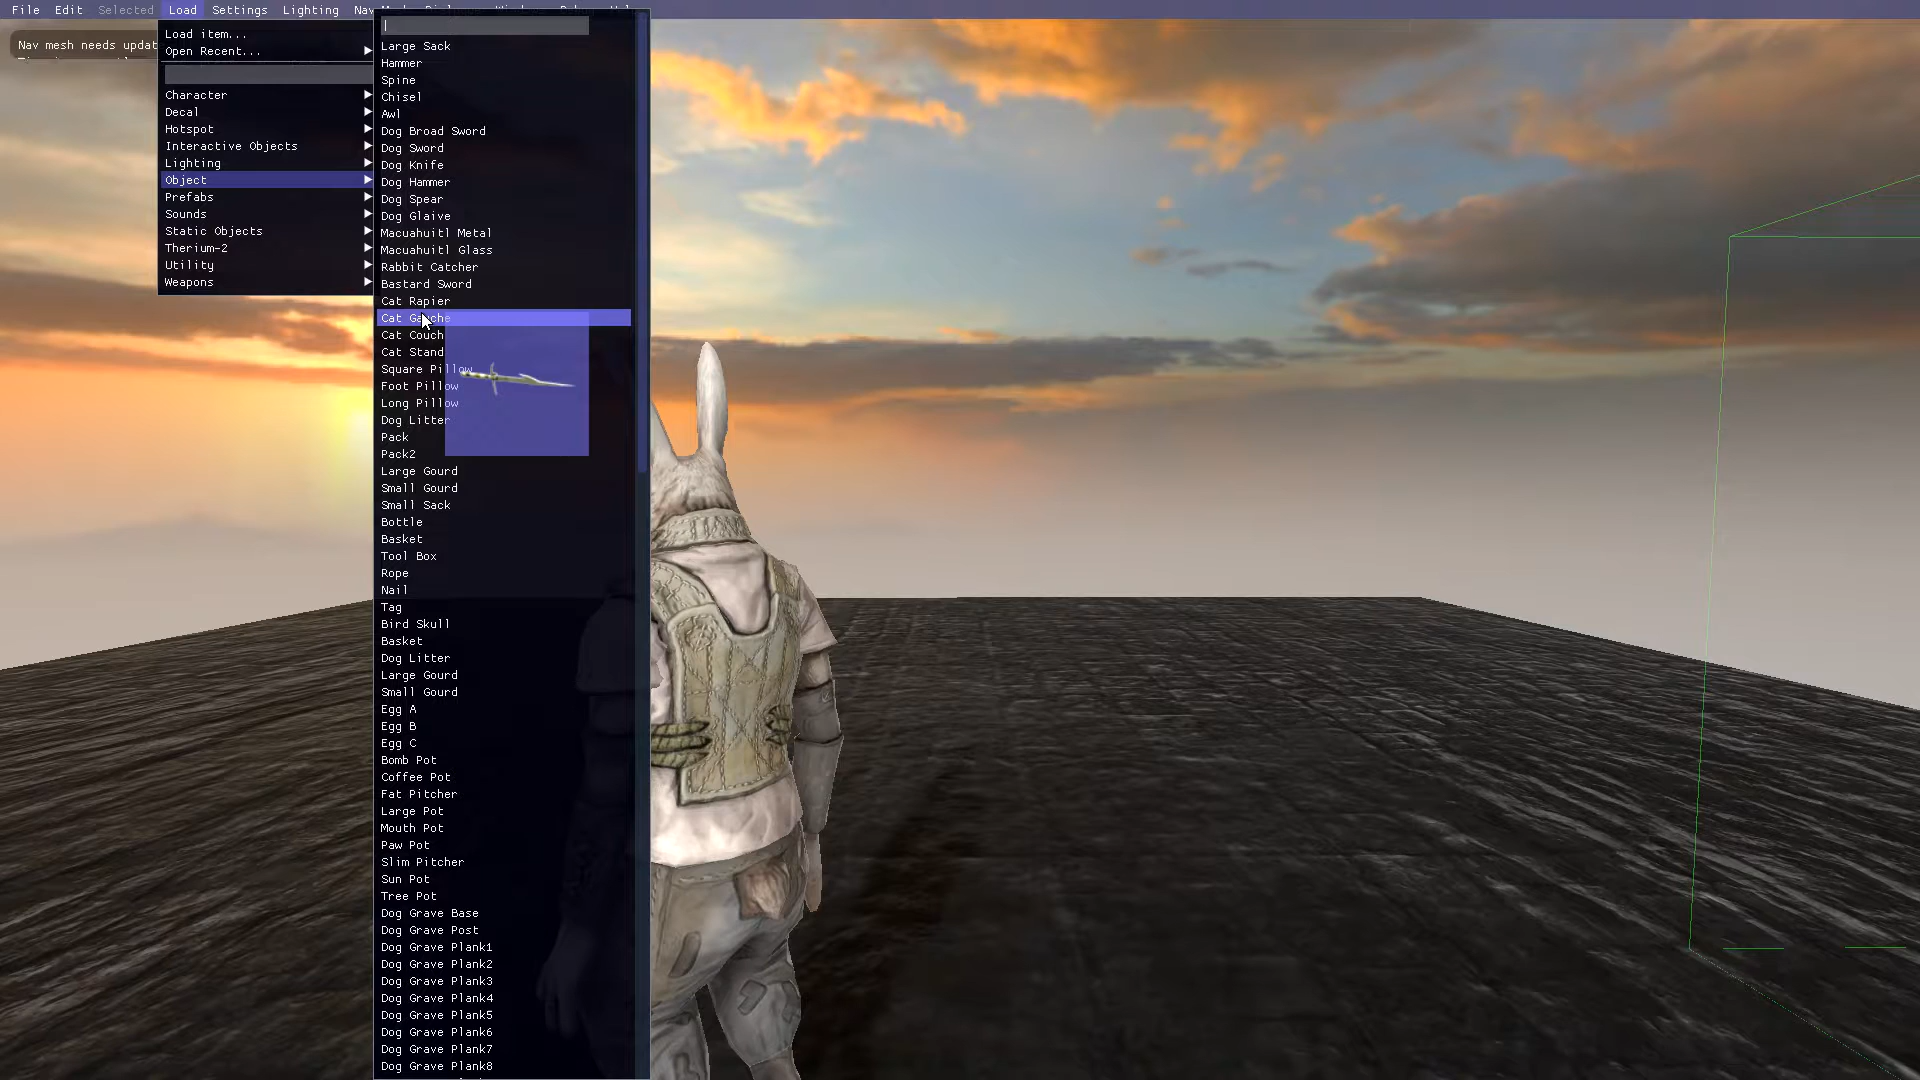 File Edit Selected Load Settings Lighting
Nav mesh needs updat
Load item...
Open Recent...
Character
Decal
Hotspot
Interactive Objects
Lighting
Object
Prefabs
Sounds
Static Objects
Therium-2
Utility
Weapons
Large Sack
Hammer
Spine
Chisel
Awl
Dog Broad Sword
Dog Sword
Dog Knife
Dog Hammer
Dog Spear
Dog Glaive
Macuahuitl Metal
Macuahuitl Glass
Rabbit Catcher
Bastard Sword
Cat Rapier
Cat
Cat Couch
Cat Stand
Square Pillow
Foot Pillow
Long Pillow
Dog Litter
Pack
Pack2
Large Gourd
Small Gourd
Small Sack
Bottle
Basket
Tool Box
Rope
Nail
Tag
Bird Skull
Basket
Dog Litter
Large Gourd
Small Gourd
Egg A
Egg B
Egg C
Bomb Pot
Coffee Pot
Fat Pitcher
Large Pot
Mouth Pot
Paw Pot
Slim Pitcher
Sun Pot
Tree Pot
Dog Grave Base
Dog Grave Post
Dog Grave Plank1
Dog Grave Plank2
Dog Grave Plank3
Dog Grave Plank4
Dog Grave Plank5
Dog Grave Plank6
Dog Grave Plank7
Dog Grave Plank8